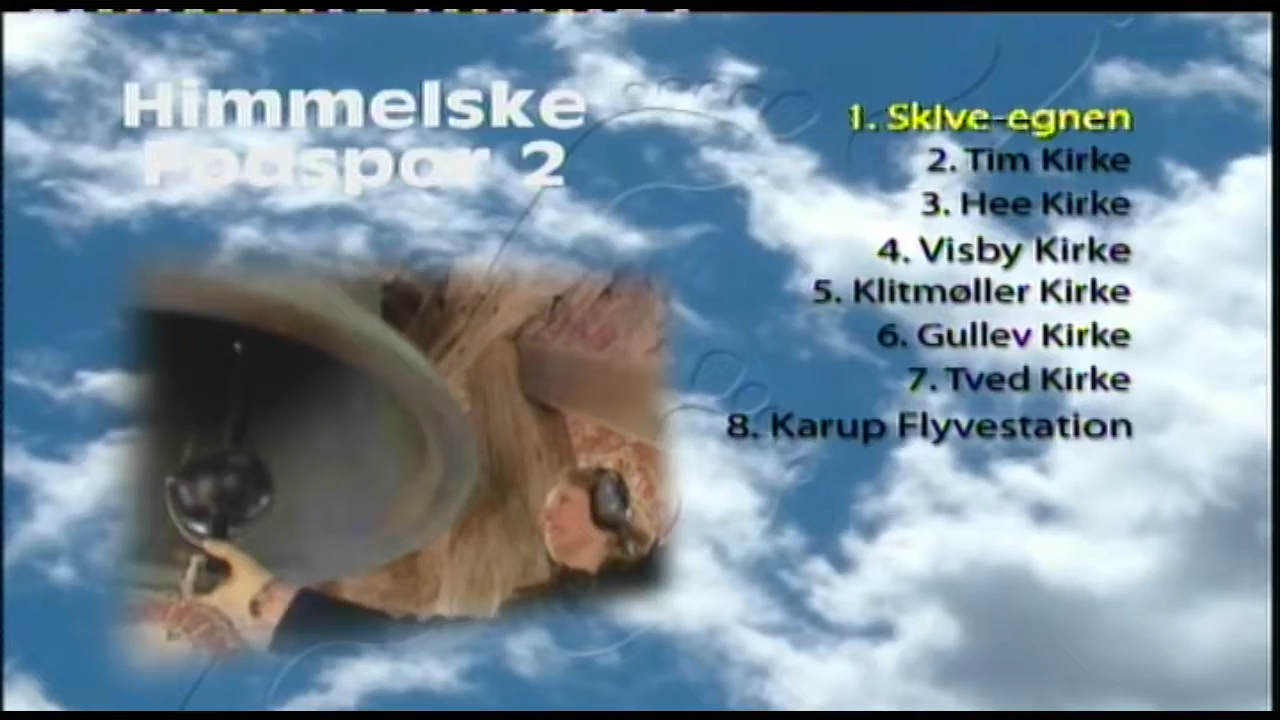 Himmelske
Fodspor 2
1. Skive-egnen
2. Tim Kirke
3. Hee Kirke
4. Visby Kirke
5. Klitmøller Kirke
6. Gullev Kirke
7. Tved Kirke
8. Karup Flyvestation